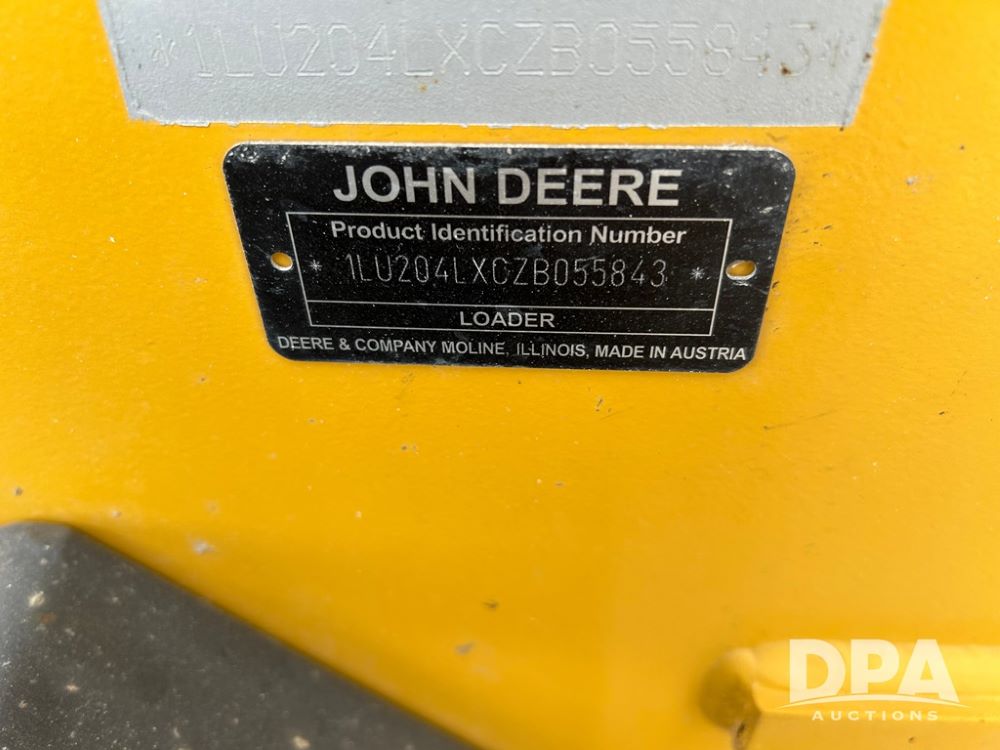 *1LU204LXCZB055843*
JOHN DEERE
Product Identification Number
* 1LU204LXCZB055843 *
LOADER
DEERE & COMPANY MOLINE, ILLINOIS, MADE IN AUSTRIA
DPA
AUCTIONS